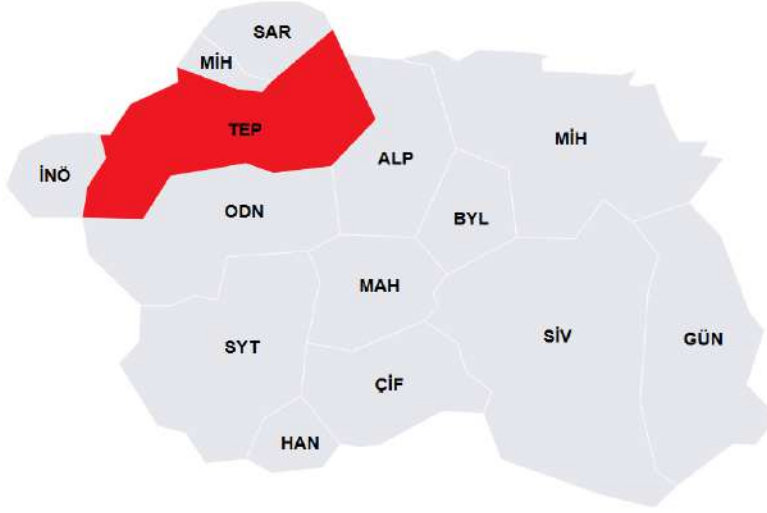 SAR
MİH
TEP
MİH
ALP
İNÖ
ODN
BYL
MAH
SİV
GÜN
SYT
ÇİF
HAN